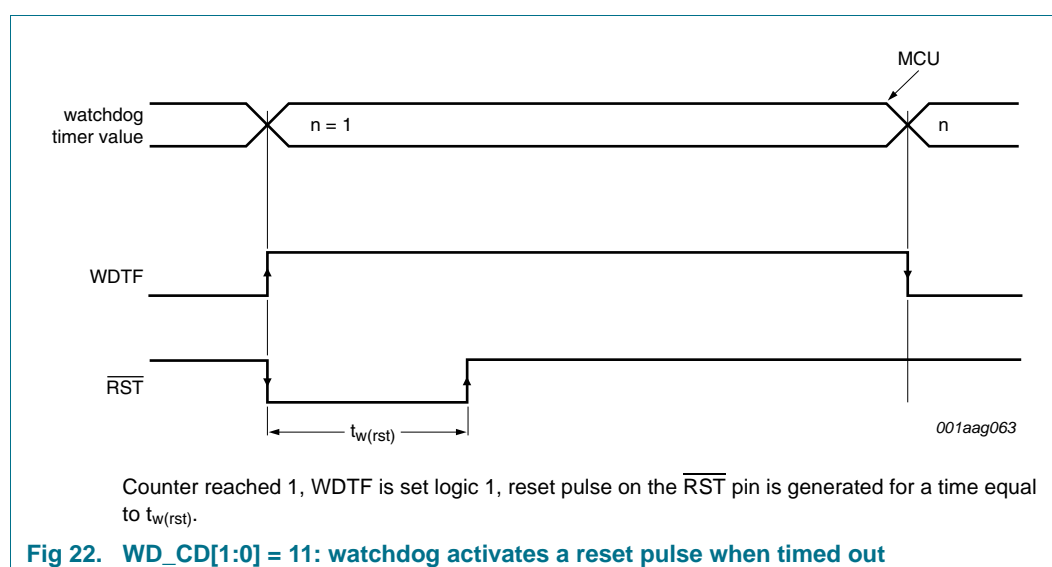 MCU
watchdog
timer value
n = 1
n
WDTF
R̅S̅T̅
tw(rst)
001aag063
Counter reached 1, WDTF is set logic 1, reset pulse on the R̅S̅T̅ pin is generated for a time equal
to tw(rst).
Fig 22. WD_CD[1:0] = 11: watchdog activates a reset pulse when timed out